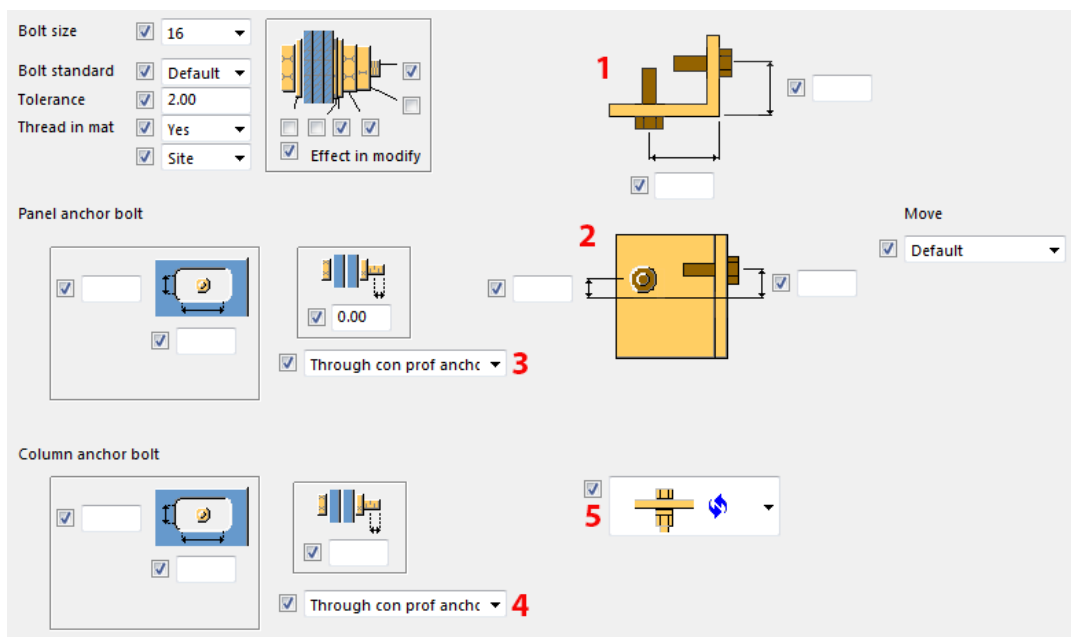 Bolt size 16
Bolt standard Default
Tolerance 2.00
Thread in mat Yes
Site
Effect in modify
1
Panel anchor bolt
Move
2
Default
0.00
Through con prof anchc 3
Column anchor bolt
5
Through con prof anchc 4